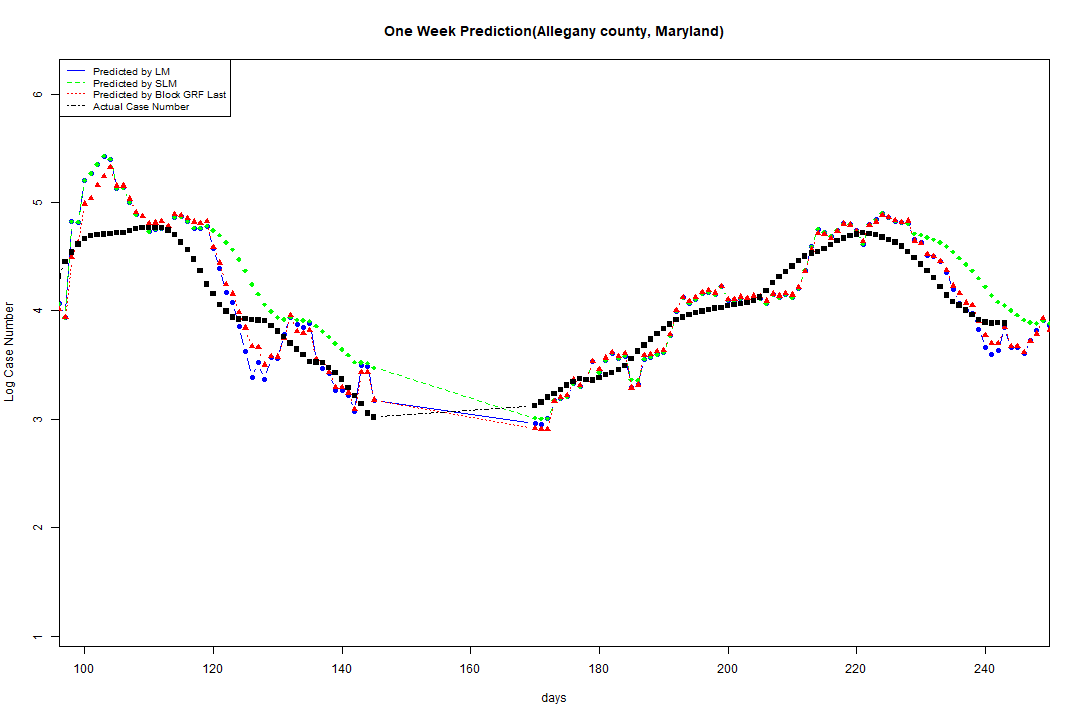 One Week Prediction(Allegany county, Maryland)
Predicted by LM
Predicted by SLM
Predicted by Block GRF Last
Actual Case Number
Log Case Number
6
5
4
3
2
1
100 120 140 160 180 200 220 240
days